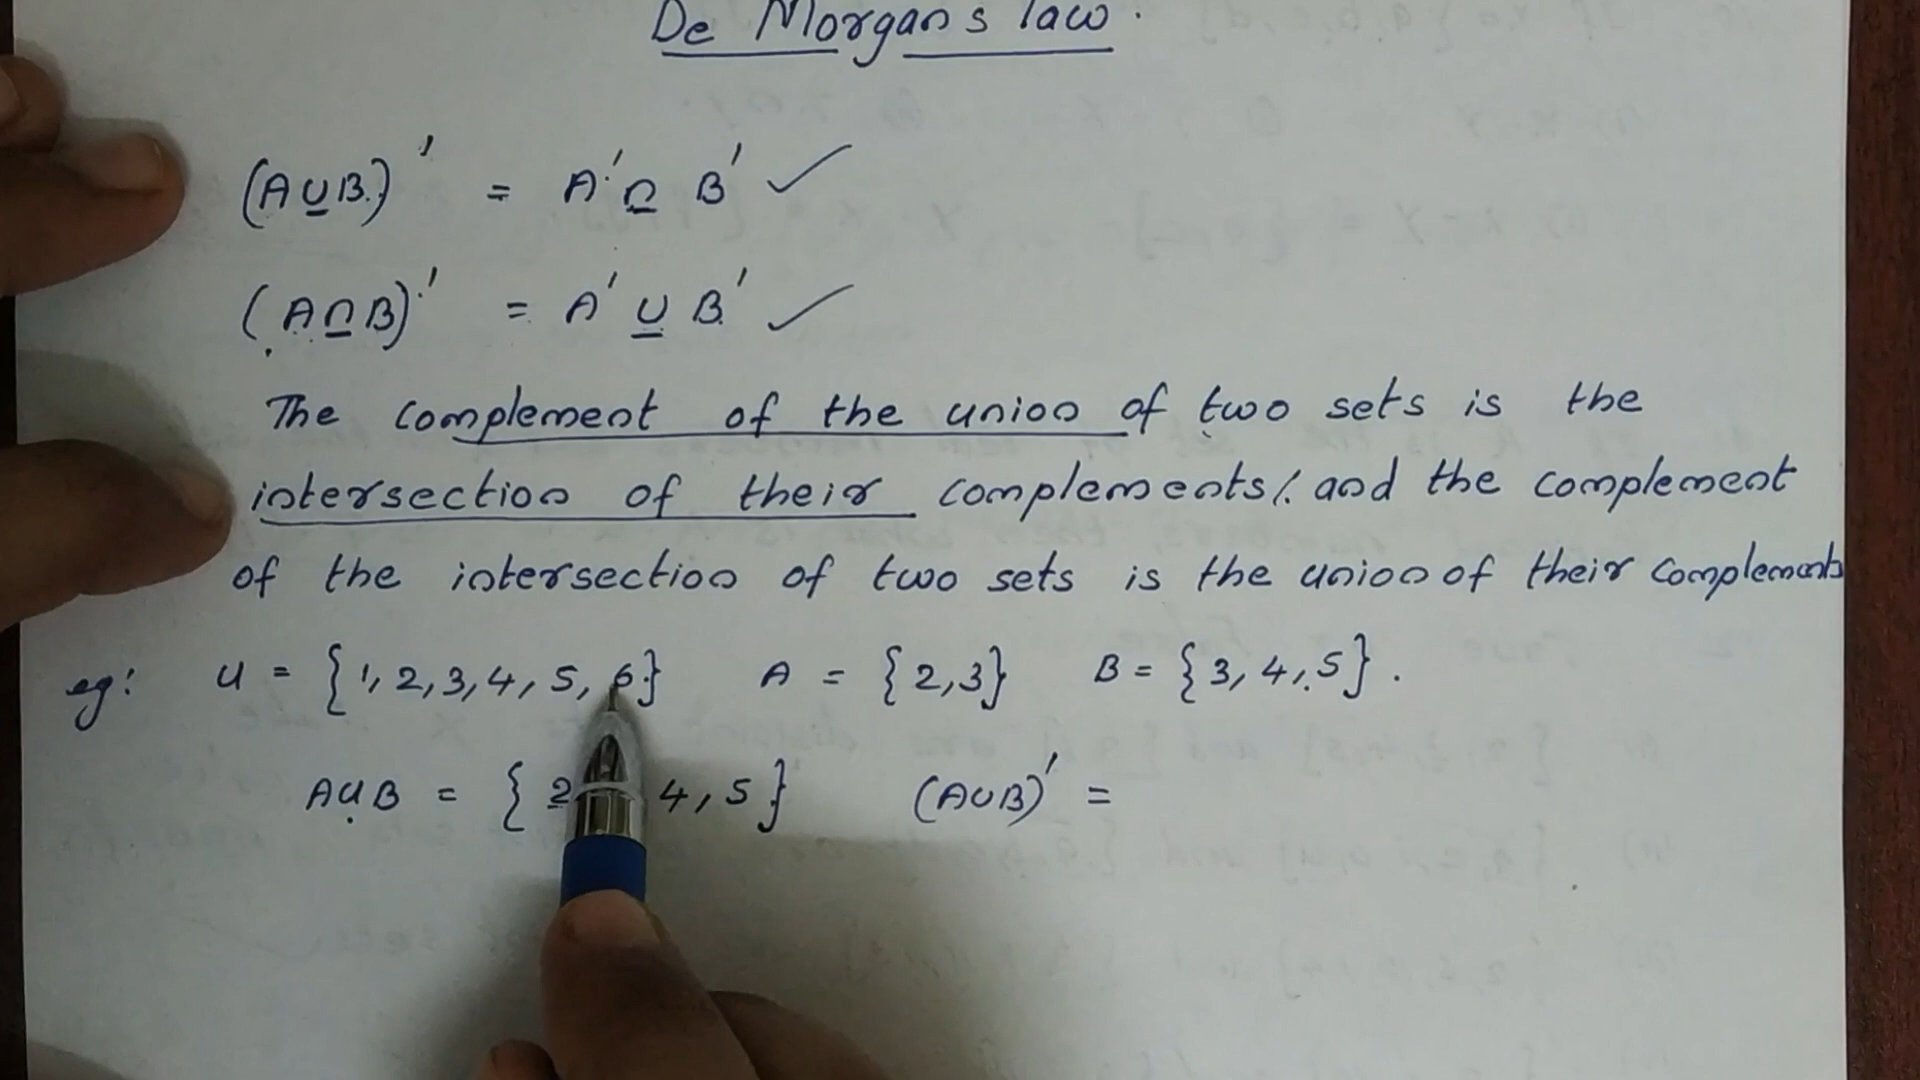 De Morgan's law.
(A∪B)' = A' ∩ B' ✓
(A∩B)' = A' ∪ B' ✓
The complement of the union of two sets is the
intersection of their complements. and the complement
of the intersection of two sets is the union of their complements
eg: U = {1, 2, 3, 4, 5, 6} A = {2, 3} B = {3, 4, 5}.
A∪B = { 2 4, 5 } (A∪B)' =